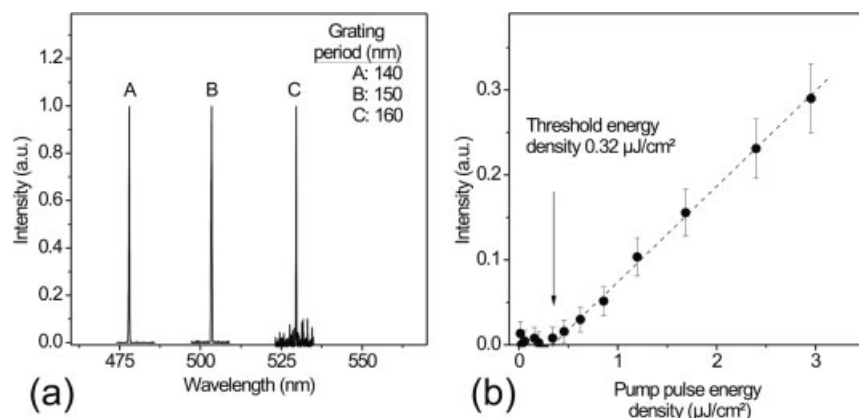 Grating
period (nm)
A: 140
B: 150
C: 160
A
B
C
1.2
1.0
0.8
0.6
0.4
0.2
0.0
Intensity (a.u.)
475
500
525
550
Wavelength (nm)
(a)
Threshold energy
density 0.32 µJ/cm²
0.3
0.2
0.1
0.0
Intensity (a.u.)
0
1
2
3
Pump pulse energy
density (µJ/cm²)
(b)